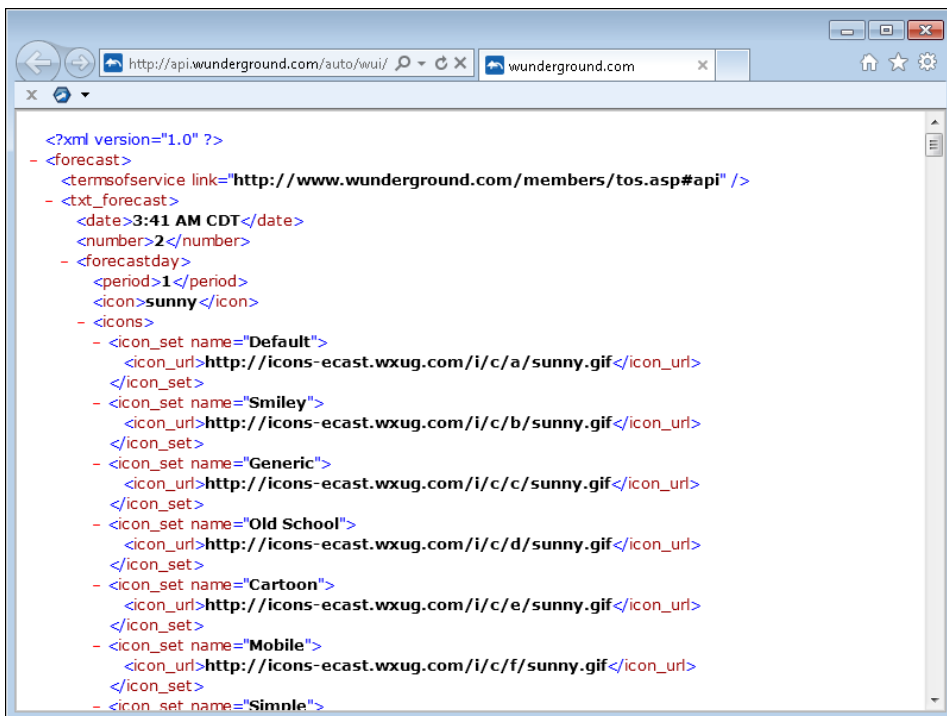 http://api.wunderground.com/auto/wui/
wunderground.com
<?xml version="1.0" ?>
- <forecast>
<termsofservice link="http://www.wunderground.com/members/tos.asp#api" />
- <txt_forecast>
<date>3:41 AM CDT</date>
<number>2</number>
- <forecastday>
<period>1</period>
<icon>sunny</icon>
- <icons>
- <icon_set name="Default">
<icon_url>http://icons-ecast.wxug.com/i/c/a/sunny.gif</icon_url>
</icon_set>
- <icon_set name="Smiley">
<icon_url>http://icons-ecast.wxug.com/i/c/b/sunny.gif</icon_url>
</icon_set>
- <icon_set name="Generic">
<icon_url>http://icons-ecast.wxug.com/i/c/c/sunny.gif</icon_url>
</icon_set>
- <icon_set name="Old School">
<icon_url>http://icons-ecast.wxug.com/i/c/d/sunny.gif</icon_url>
</icon_set>
- <icon_set name="Cartoon">
<icon_url>http://icons-ecast.wxug.com/i/c/e/sunny.gif</icon_url>
</icon_set>
- <icon_set name="Mobile">
<icon_url>http://icons-ecast.wxug.com/i/c/f/sunny.gif</icon_url>
</icon_set>
- <icon_set name="Simple">